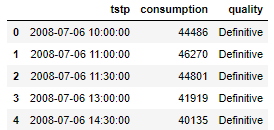 tstp consumption quality
0 2008-07-06 10:00:00 44486 Definitive
1 2008-07-06 11:00:00 46270 Definitive
2 2008-07-06 11:30:00 44801 Definitive
3 2008-07-06 13:00:00 41919 Definitive
4 2008-07-06 14:30:00 40135 Definitive